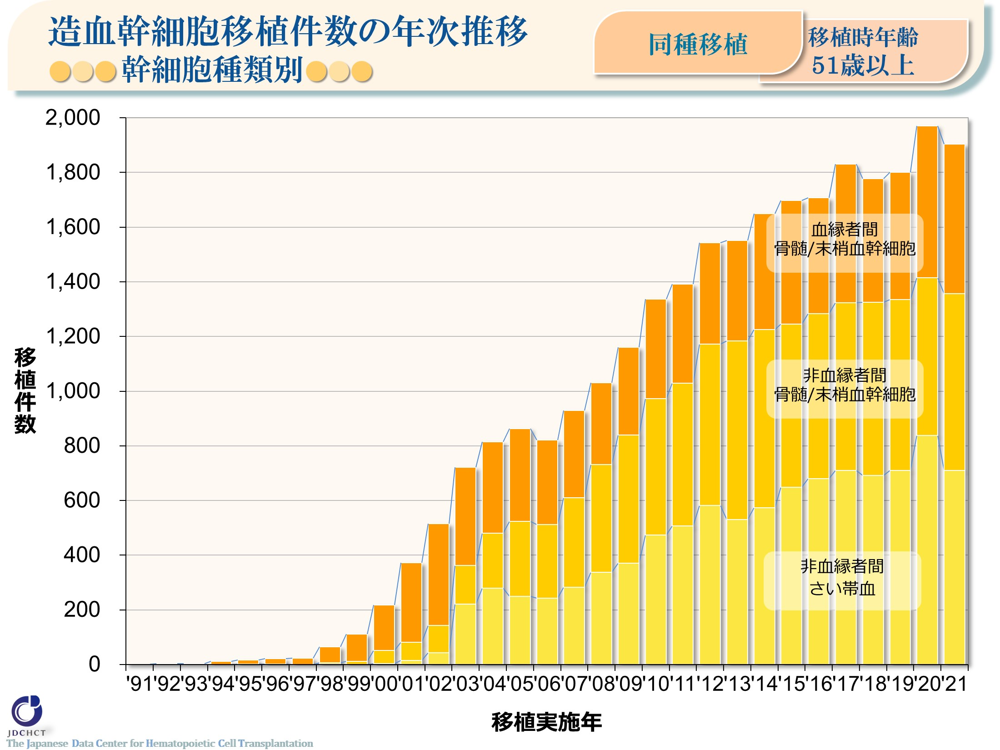 造血幹細胞移植件数の年次推移
幹細胞種類別
同種移植
移植時年齢
51歳以上
2,000
1,800
1,600
1,400
1,200
1,000
800
600
400
200
0
移植件数
血縁者間
骨髄/末梢血幹細胞
非血縁者間
骨髄/末梢血幹細胞
非血縁者間
さい帯血
'91 '92 '93 '94 '95 '96 '97 '98 '99 '00 '01 '02 '03 '04 '05 '06 '07 '08 '09 '10 '11 '12 '13 '14 '15 '16 '17 '18 '19 '20 '21
移植実施年
JDCHCT
The Japanese Data Center for Hematopoietic Cell Transplantation